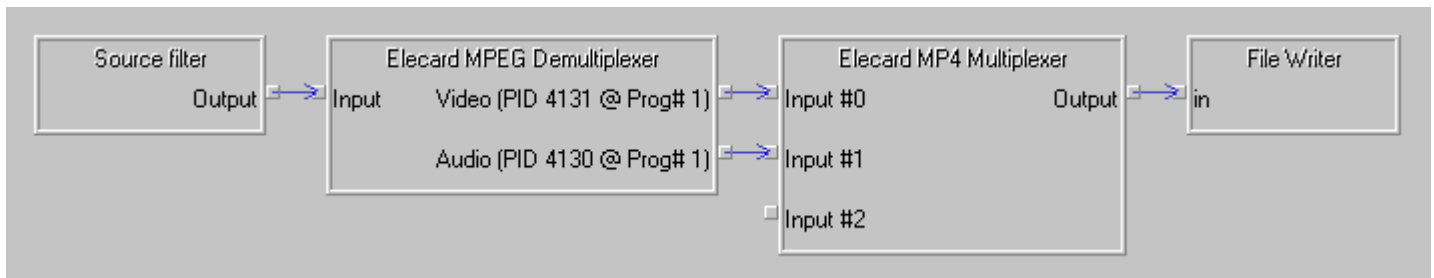 Source filter
Output
Elecard MPEG Demultiplexer
Input Video (PID 4131 @ Prog# 1)
Audio (PID 4130 @ Prog# 1)
Elecard MP4 Multiplexer
Input #0 Output
Input #1
Input #2
File Writer
in